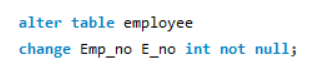 alter table employee
change Emp_no E_no int not null;